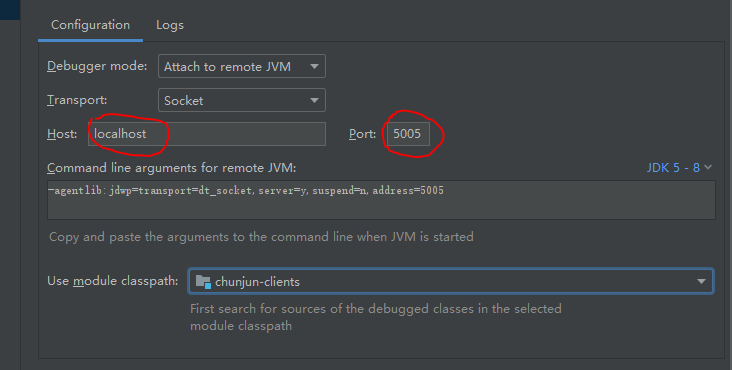 Configuration Logs
Debugger mode: Attach to remote JVM
Transport: Socket
Host: localhost Port: 5005
Command line arguments for remote JVM: JDK 5 - 8
-agentlib:jdwp=transport=dt_socket,server=y,suspend=n,address=5005
Copy and paste the arguments to the command line when JVM is started
Use module classpath: chunjun-clients
First search for sources of the debugged classes in the selected
module classpath